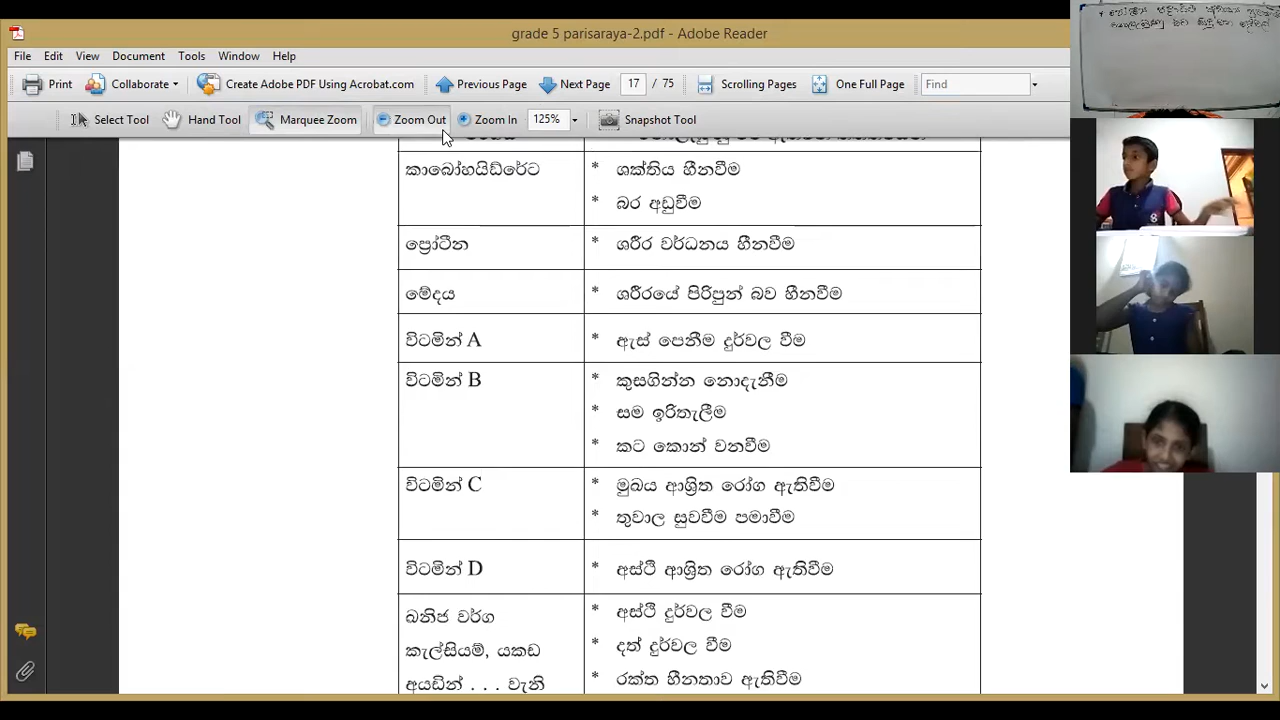 grade 5 parisaraya-2.pdf - Adobe Reader
File Edit View Document Tools Window Help
Print Collaborate Create Adobe PDF Using Acrobat.com Previous Page Next Page 17 / 75 Scrolling Pages One Full Page Find
Select Tool Hand Tool Marquee Zoom Zoom Out Zoom In 125% Snapshot Tool
කාබෝහයිඩ්රේට * ශක්තිය හීනවීම
* බර අඩුවීම
ප්‍රෝටීන * ශරීර වර්ධනය හීනවීම
මේදය * ශරීරයේ පිරිපුන් බව හීනවීම
විටමින් A * ඇස් පෙනීම දුර්වල වීම
විටමින් B * කුසගින්න නොදැනීම
* සම ඉරිතැලීම
* කට කොන් වනවීම
විටමින් C * මුඛය ආශ්‍රිත රෝග ඇතිවීම
* තුවාල සුවවීම පමාවීම
විටමින් D * අස්ථි ආශ්‍රිත රෝග ඇතිවීම
ඛනිජ වර්ග * අස්ථි දුර්වල වීම
කැල්සියම්, යකඩ * දත් දුර්වල වීම
අයඩින් . . . වැනි * රක්ත හීනතාව ඇතිවීම